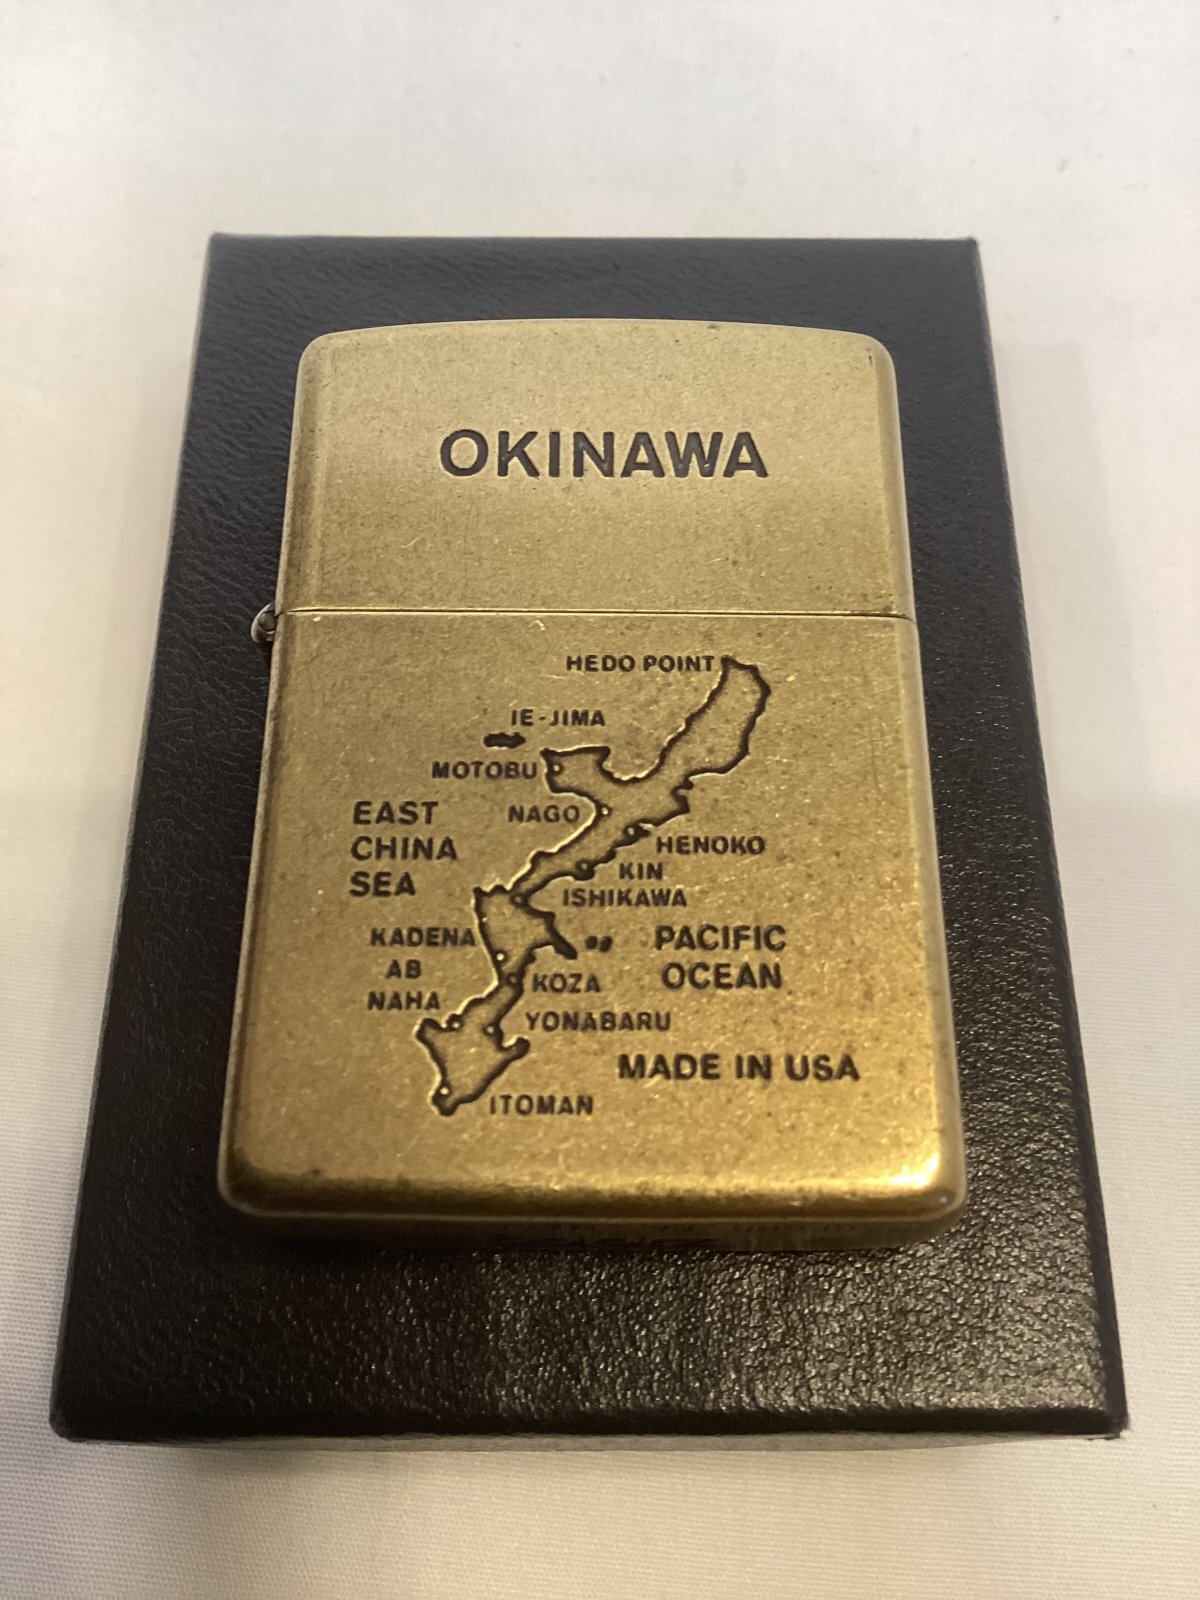 OKINAWA
HEDO POINT
IE-JIMA
MOTOBU
EAST
CHINA
SEA
NAGO
HENOKO
KIN
ISHIKAWA
KADENA
AB
NAHA
PACIFIC
OCEAN
KOZA
YONABARU
MADE IN USA
ITOMAN